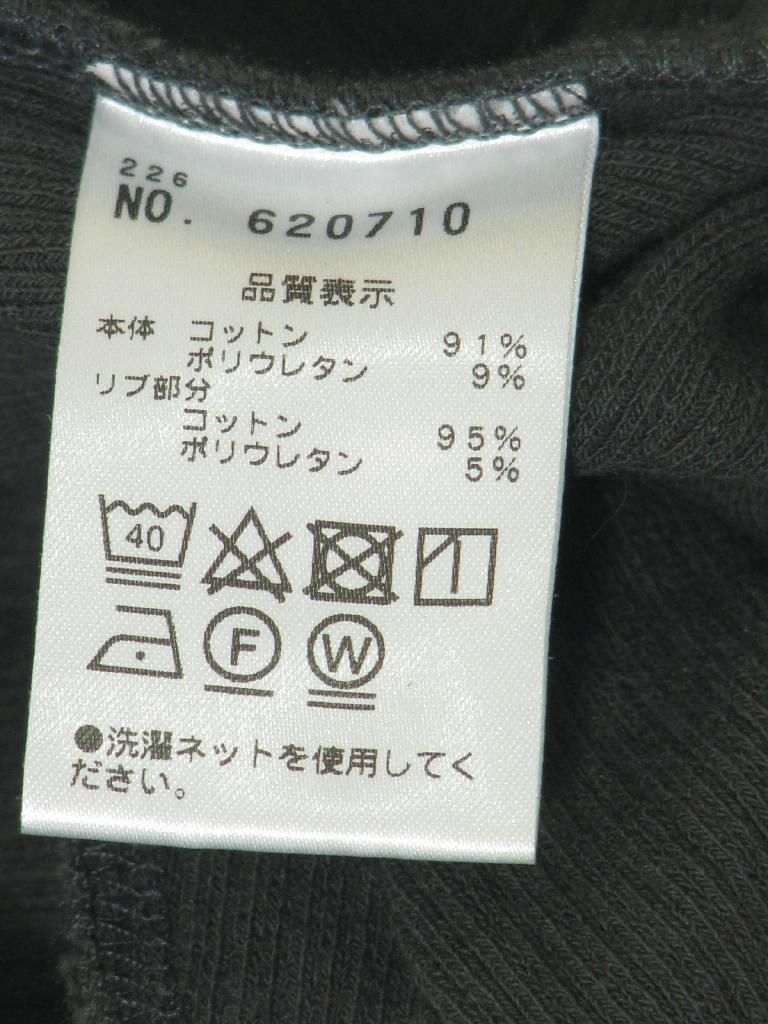 226
NO. 620710
品質表示
本体 コットン 91%
ポリウレタン 9%
リブ部分
コットン 95%
ポリウレタン 5%
40
F W
●洗濯ネットを使用してく
ださい。